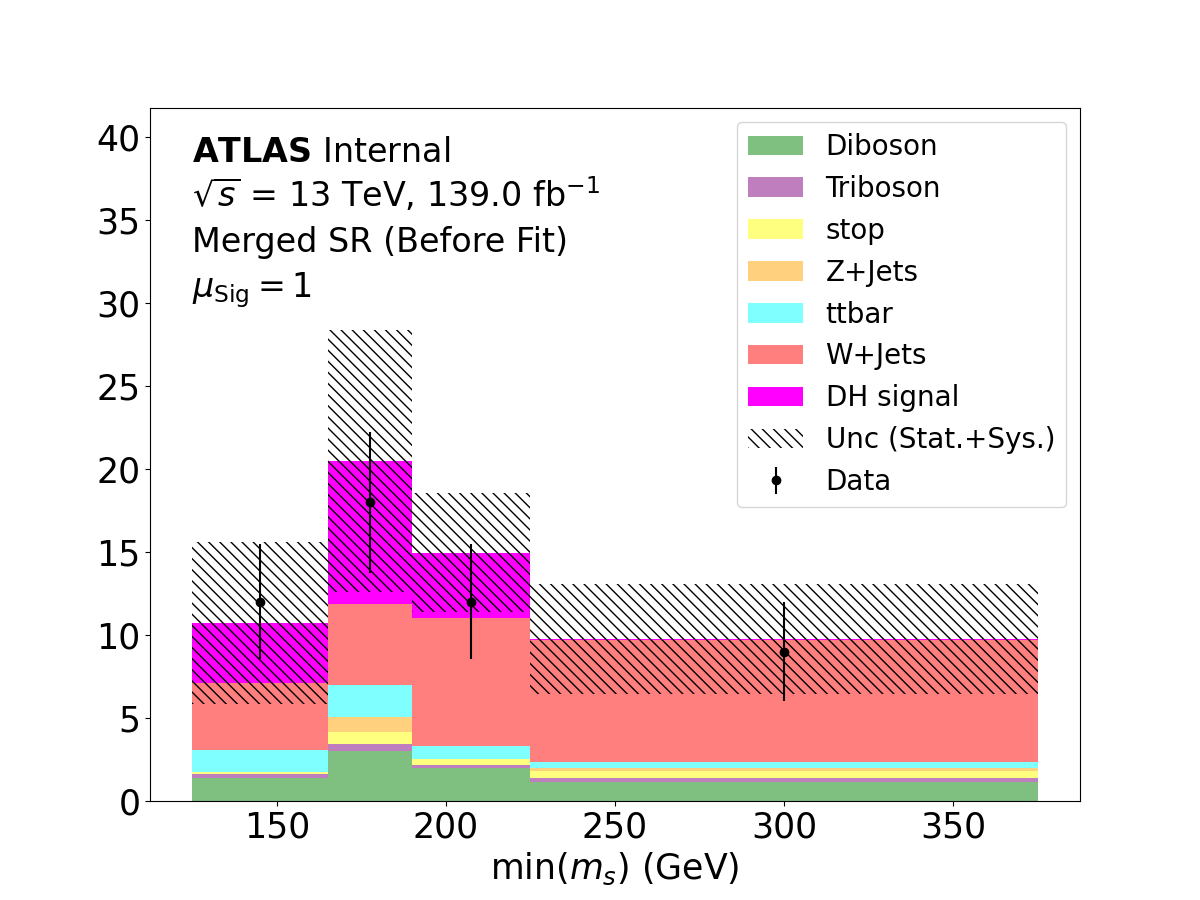 ATLAS Internal
√s = 13 TeV, 139.0 fb⁻¹
Merged SR (Before Fit)
μSig = 1
Diboson
Triboson
stop
Z+Jets
ttbar
W+Jets
DH signal
Unc (Stat.+Sys.)
Data
40
35
30
25
20
15
10
5
0
150 200 250 300 350
min(mₛ) (GeV)